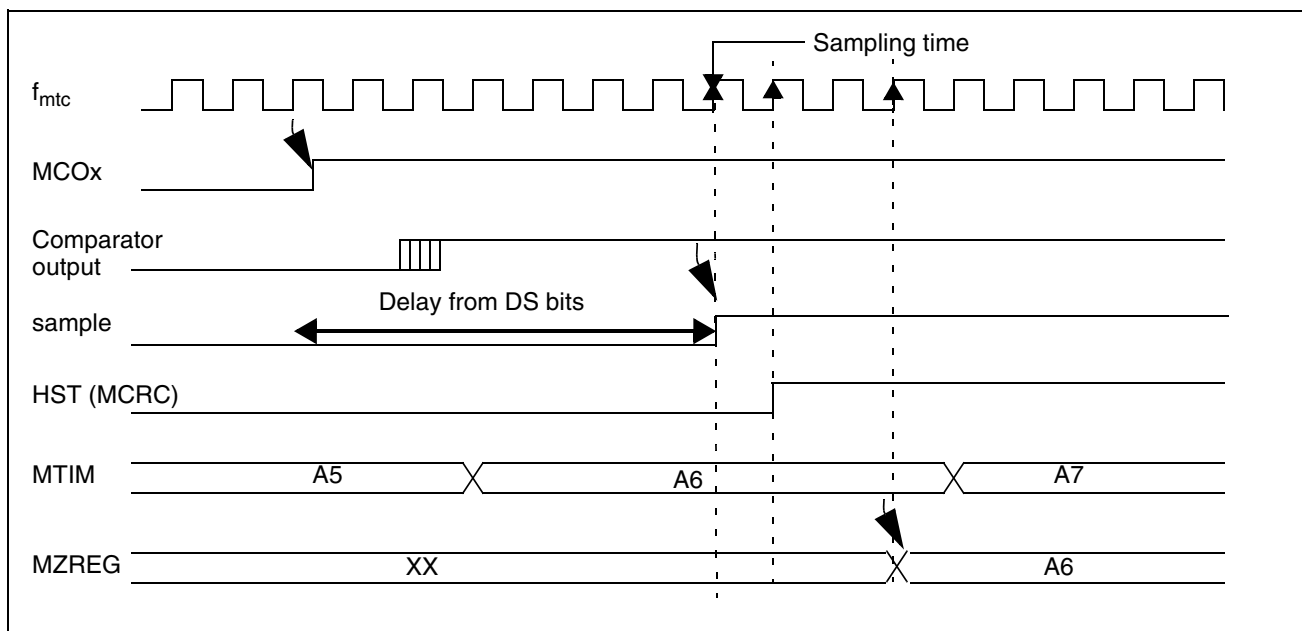 Sampling time
fmtc
MCOx
Comparator
output
Delay from DS bits
sample
HST (MCRC)
MTIM
A5
A6
A7
MZREG
XX
A6